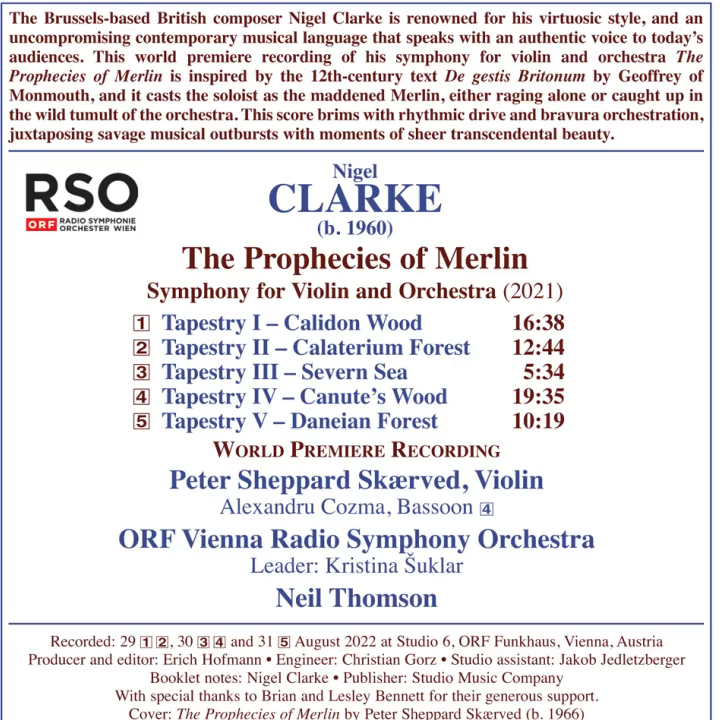 The Brussels-based British composer Nigel Clarke is renowned for his virtuosic style, and an
uncompromising contemporary musical language that speaks with an authentic voice to today’s
audiences. This world premiere recording of his symphony for violin and orchestra The
Prophecies of Merlin is inspired by the 12th-century text De gestis Britonum by Geoffrey of
Monmouth, and it casts the soloist as the maddened Merlin, either raging alone or caught up in
the wild tumult of the orchestra. This score brims with rhythmic drive and bravura orchestration,
juxtaposing savage musical outbursts with moments of sheer transcendental beauty.
RSO
ORF RADIO SYMPHONIE
ORCHESTER WIEN
Nigel
CLARKE
(b. 1960)
The Prophecies of Merlin
Symphony for Violin and Orchestra (2021)
1 Tapestry I – Calidon Wood 16:38
2 Tapestry II – Calaterium Forest 12:44
3 Tapestry III – Severn Sea 5:34
4 Tapestry IV – Canute’s Wood 19:35
5 Tapestry V – Daneian Forest 10:19
WORLD PREMIERE RECORDING
Peter Sheppard Skærved, Violin
Alexandru Cozma, Bassoon 4
ORF Vienna Radio Symphony Orchestra
Leader: Kristina Šuklar
Neil Thomson
Recorded: 29 1 2, 30 3 4 and 31 5 August 2022 at Studio 6, ORF Funkhaus, Vienna, Austria
Producer and editor: Erich Hofmann • Engineer: Christian Gorz • Studio assistant: Jakob Jedletzberger
Booklet notes: Nigel Clarke • Publisher: Studio Music Company
With special thanks to Brian and Lesley Bennett for their generous support.
Cover: The Prophecies of Merlin by Peter Sheppard Skærved (b. 1966)